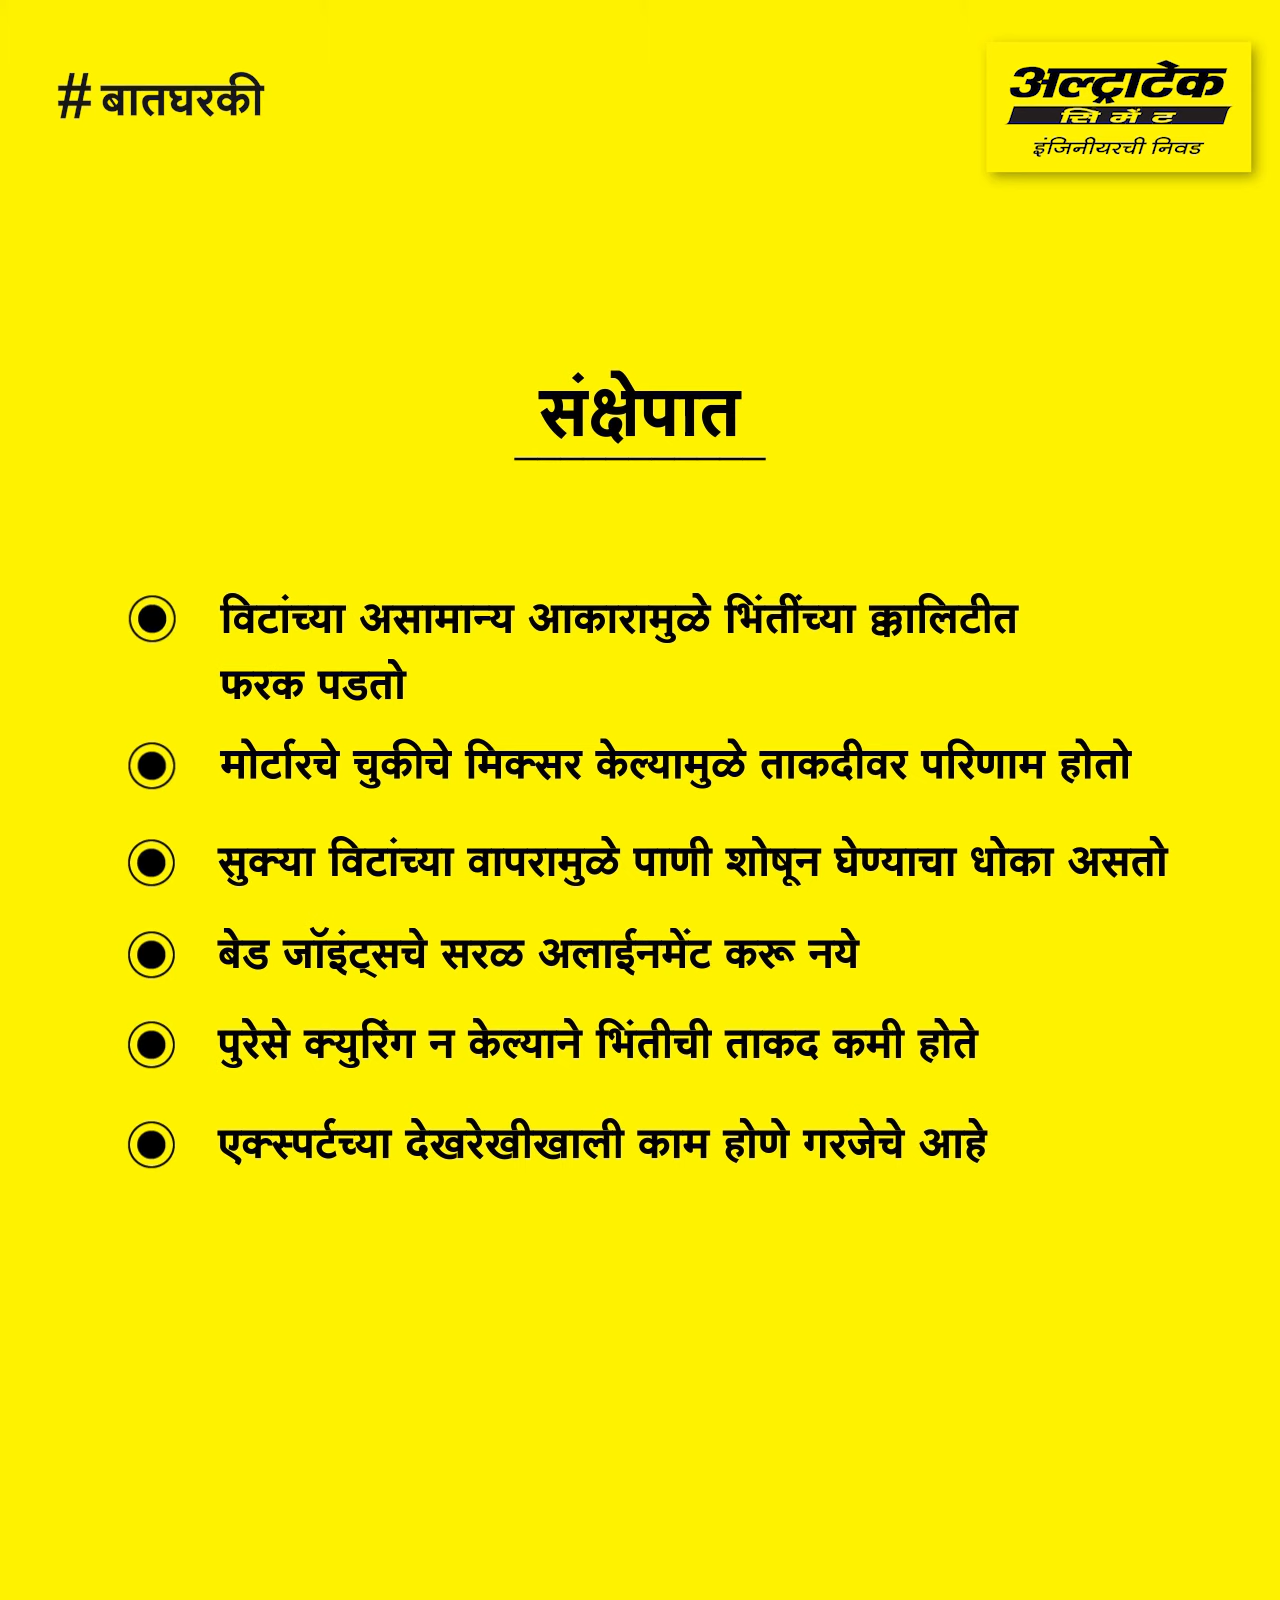 #बातघरकी
अल्ट्राटेक
सिमेंट
इंजिनीयरची निवड
संक्षेपात
विटांच्या असामान्य आकारामुळे भिंतींच्या क्वालिटीत
फरक पडतो
मोर्टारचे चुकीचे मिक्सर केल्यामुळे ताकदीवर परिणाम होतो
सुक्या विटांच्या वापरामुळे पाणी शोषून घेण्याचा धोका असतो
बेड जॉइंट्सचे सरळ अलाईनमेंट करू नये
पुरेसे क्युरिंग न केल्याने भिंतीची ताकद कमी होते
एक्स्पर्टच्या देखरेखीखाली काम होणे गरजेचे आहे